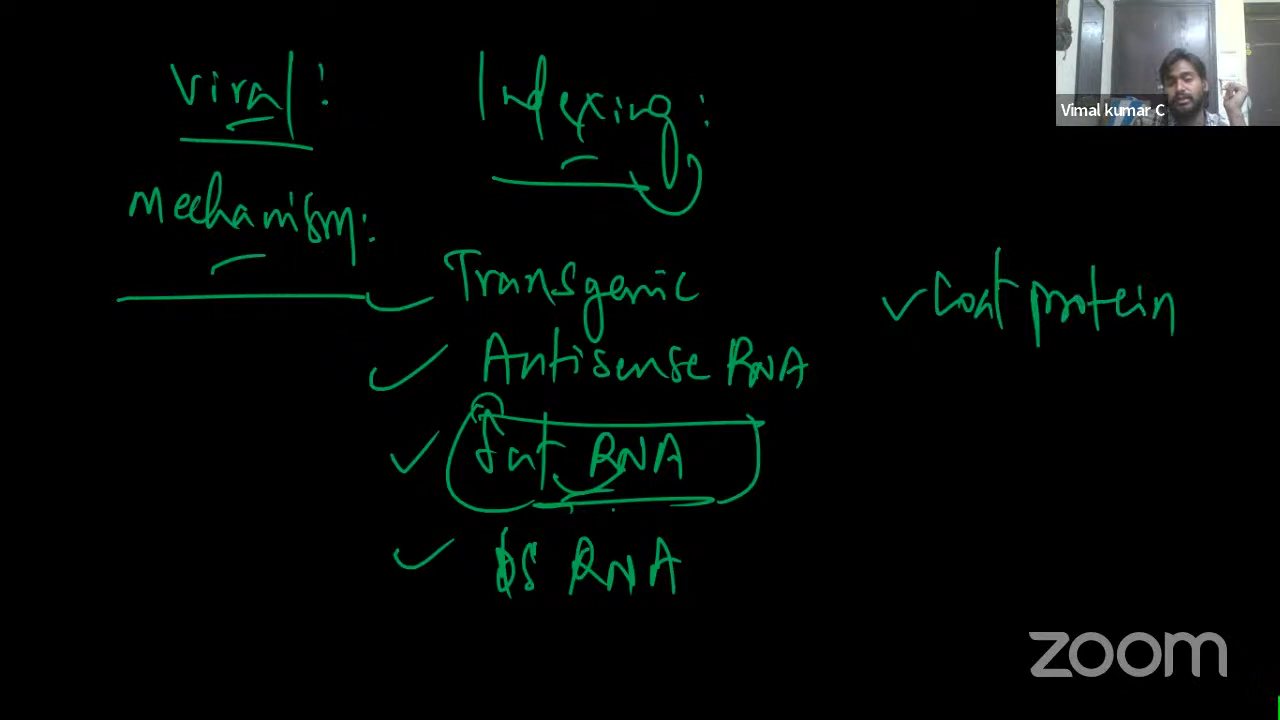 Viral: Indexing:
Mechanism:
Transgenic
Coat protein
Antisense RNA
Sat RNA
ds RNA
Vimal kumar C
zoom